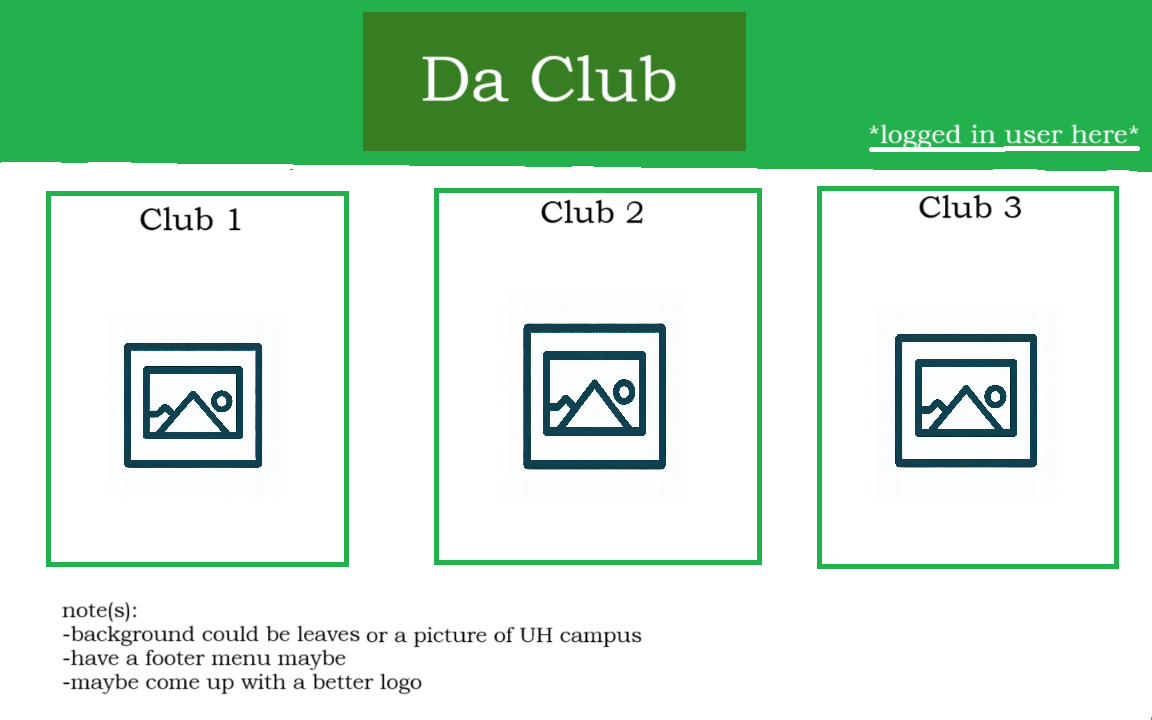 Da Club
*logged in user here*
Club 1
Club 2
Club 3
note(s):
-background could be leaves or a picture of UH campus
-have a footer menu maybe
-maybe come up with a better logo